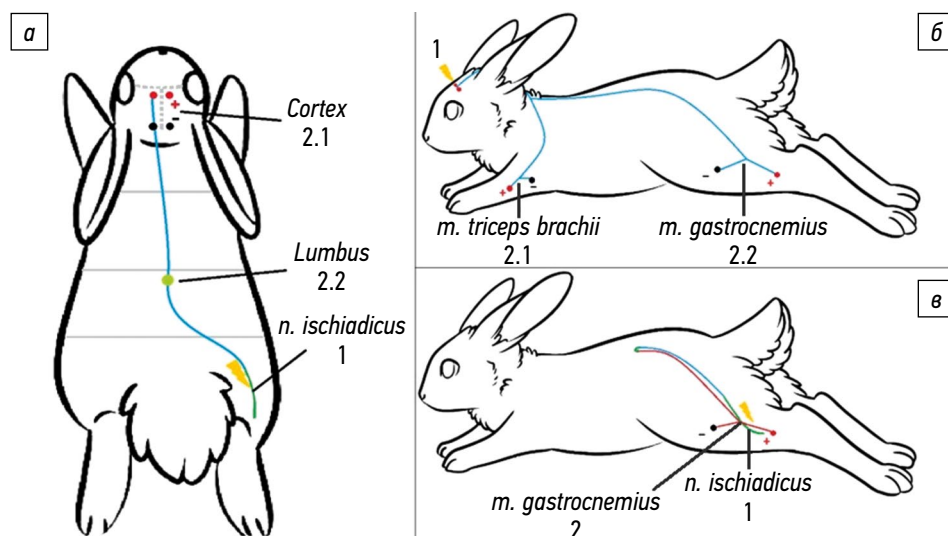 а
Cortex
2.1
Lumbus
2.2
n. ischiadicus
1
+
-
б
1
m. triceps brachii
2.1
m. gastrocnemius
2.2
+
-
-
+
в
m. gastrocnemius
2
n. ischiadicus
1
-
+